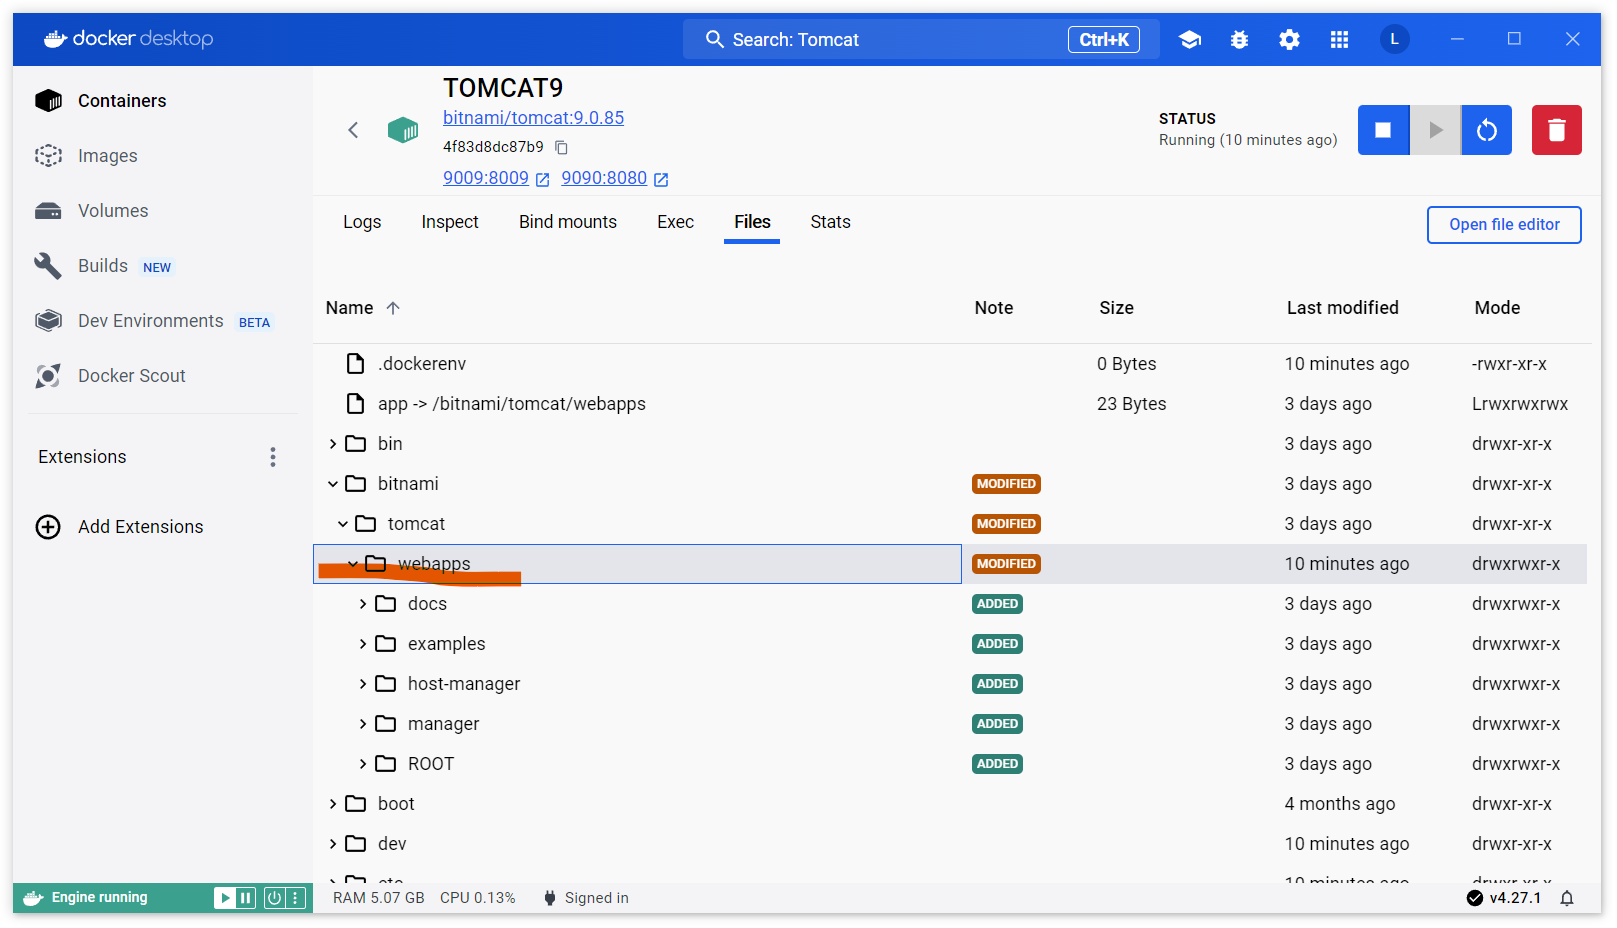 docker desktop
Search: Tomcat
Ctrl+K
L
Containers
Images
Volumes
Builds NEW
Dev Environments BETA
Docker Scout
Extensions
Add Extensions
TOMCAT9
bitnami/tomcat:9.0.85
4f83d8dc87b9
9009:8009 9090:8080
STATUS
Running (10 minutes ago)
Logs Inspect Bind mounts Exec Files Stats
Open file editor
Name Note Size Last modified Mode
.dockerenv 0 Bytes 10 minutes ago -rwxr-xr-x
app -> /bitnami/tomcat/webapps 23 Bytes 3 days ago Lrwxrwxrwx
bin 3 days ago drwxr-xr-x
bitnami MODIFIED 3 days ago drwxr-xr-x
tomcat MODIFIED 3 days ago drwxr-xr-x
webapps MODIFIED 10 minutes ago drwxrwxr-x
docs ADDED 3 days ago drwxrwxr-x
examples ADDED 3 days ago drwxrwxr-x
host-manager ADDED 3 days ago drwxrwxr-x
manager ADDED 3 days ago drwxrwxr-x
ROOT ADDED 3 days ago drwxrwxr-x
boot 4 months ago drwxr-xr-x
dev 10 minutes ago drwxr-xr-x
Engine running
RAM 5.07 GB CPU 0.13% Signed in
v4.27.1